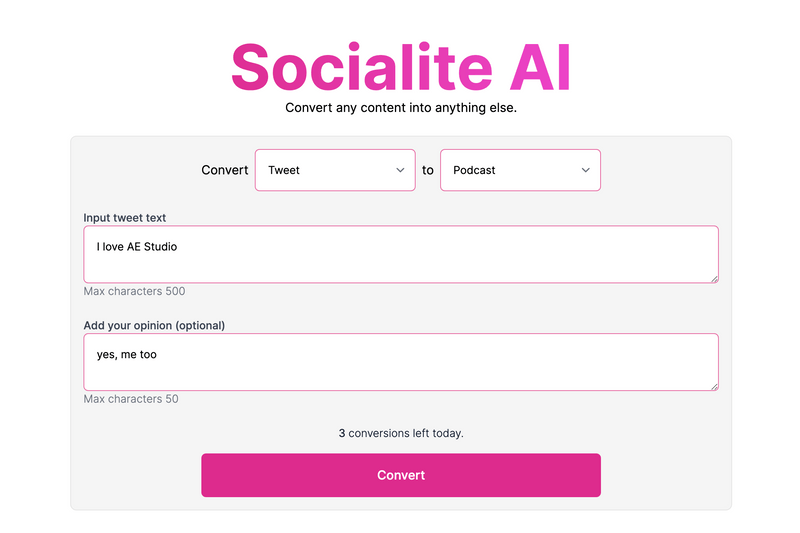 Socialite AI
Convert any content into anything else.
Convert Tweet to Podcast
Input tweet text
I love AE Studio
Max characters 500
Add your opinion (optional)
yes, me too
Max characters 50
3 conversions left today.
Convert